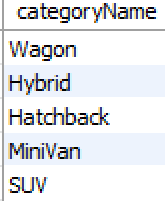 categoryName
Wagon
Hybrid
Hatchback
MiniVan
SUV